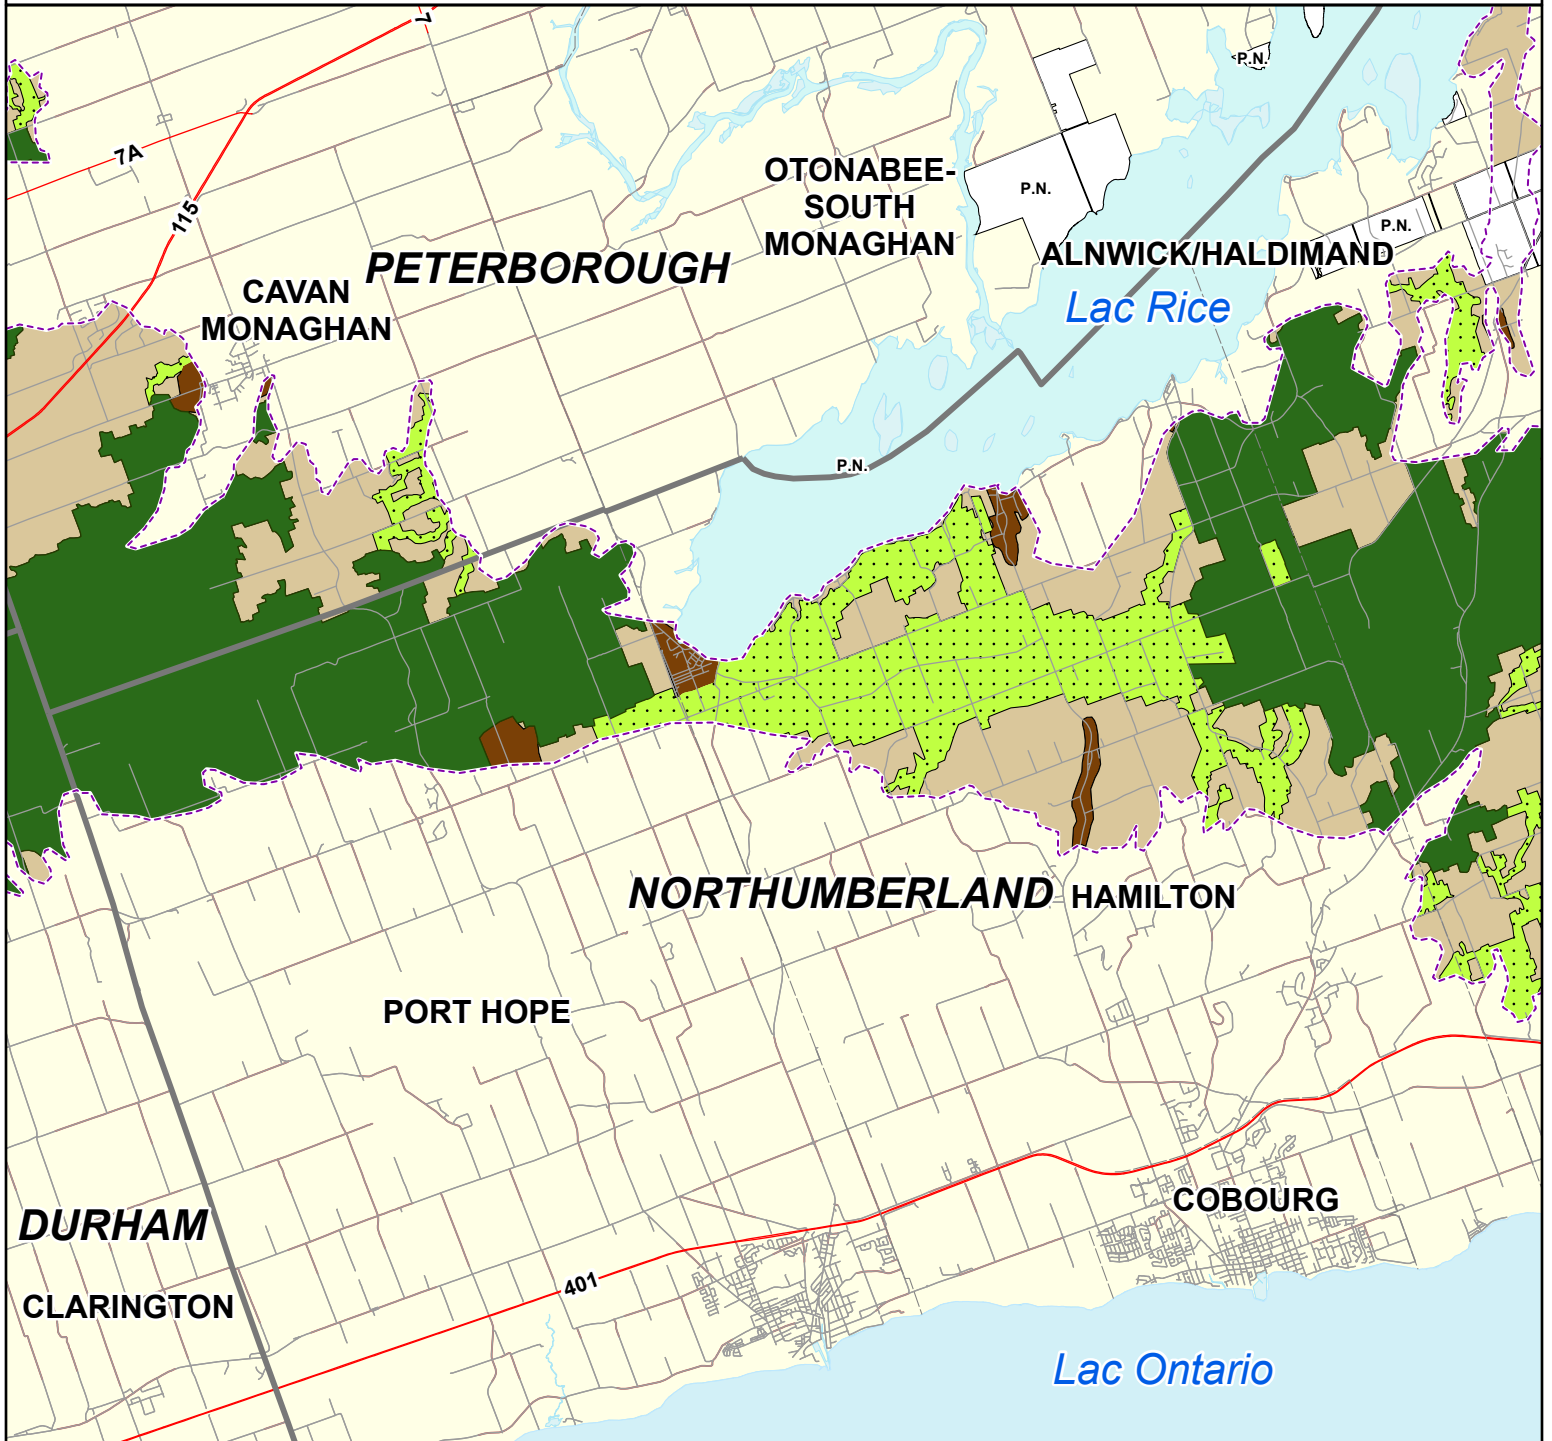 7
P.N.
7A
115
OTONABEE-
SOUTH
MONAGHAN
P.N.
P.N.
ALNWICK/HALDIMAND
PETERBOROUGH
CAVAN
MONAGHAN
Lac Rice
P.N.
NORTHUMBERLAND
HAMILTON
PORT HOPE
COBOURG
DURHAM
401
CLARINGTON
Lac Ontario